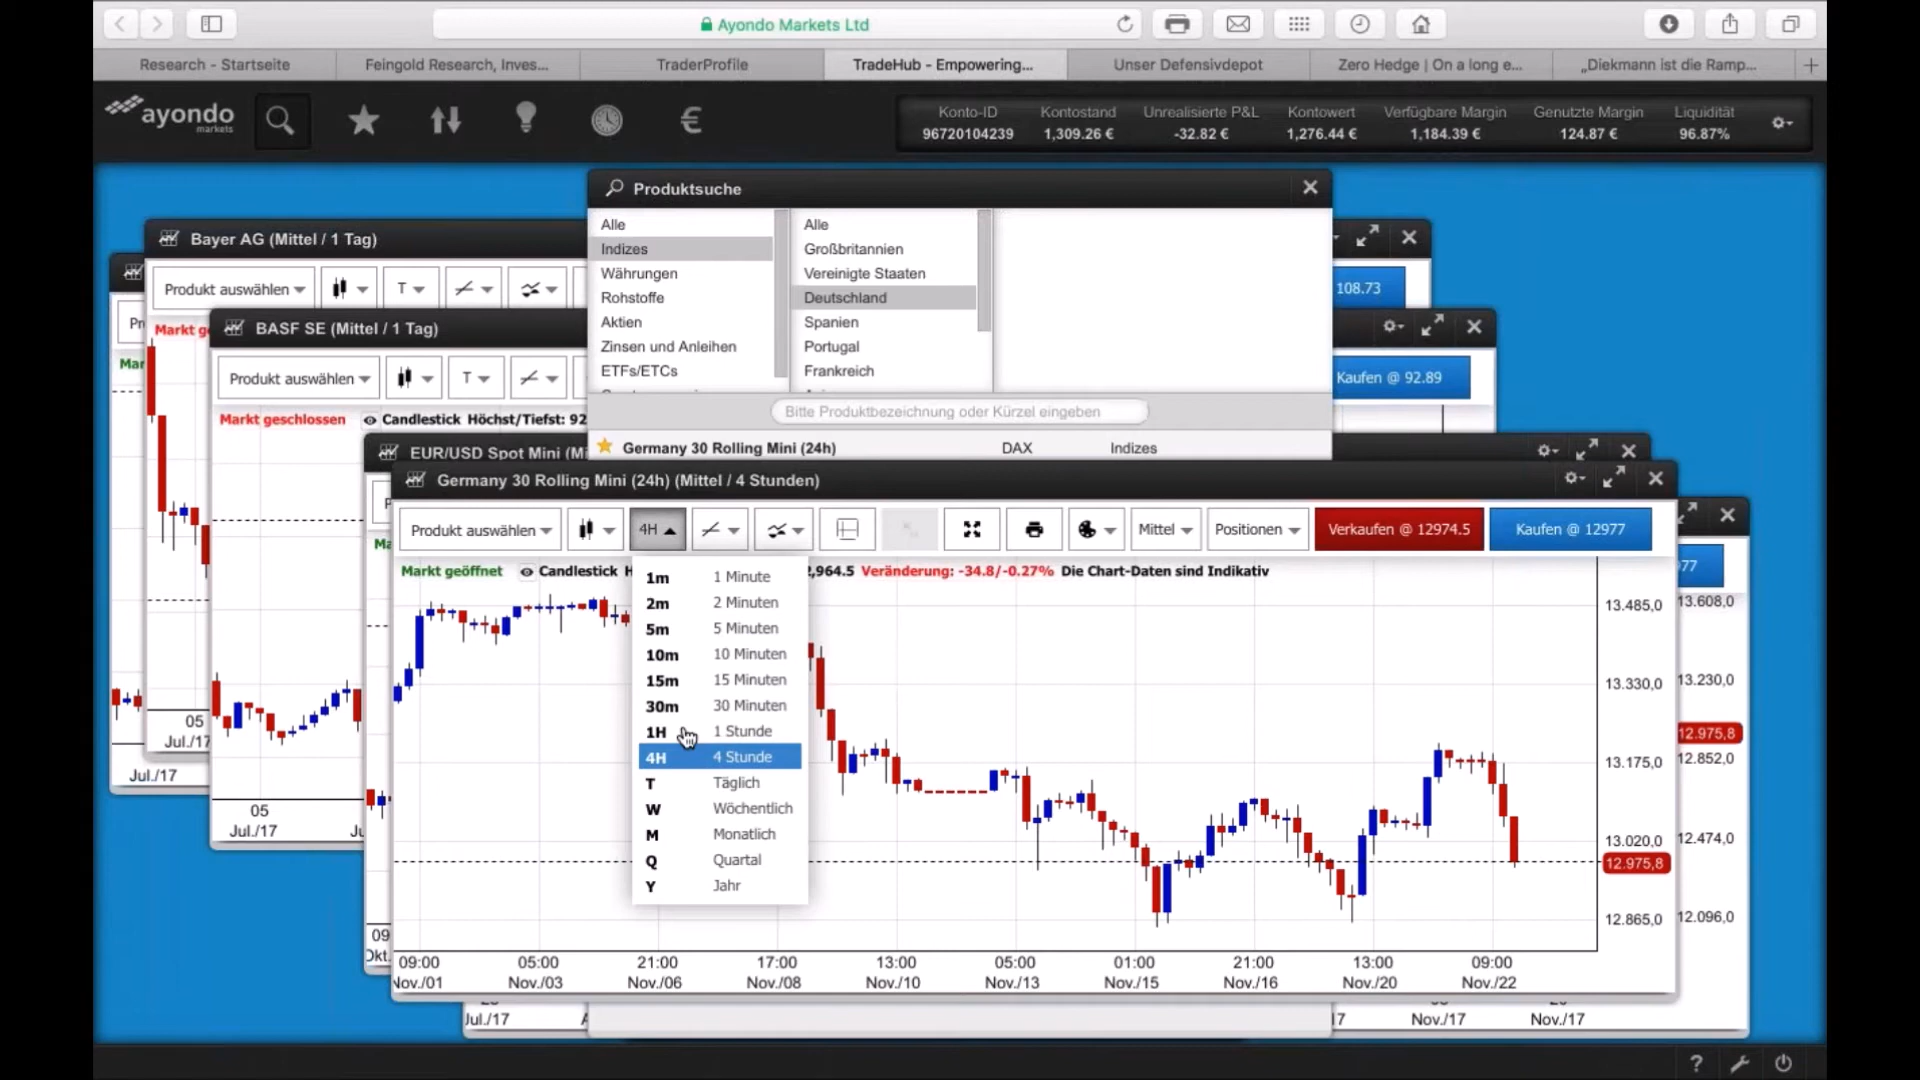 Ayondo Markets Ltd
Research - Startseite
Feingold Research, Inves...
TraderProfile
TradeHub - Empowering...
Unser Defensivdepot
Zero Hedge | On a long e...
„Diekmann ist die Ramp...
ayondo
markets
€
Konto-ID Kontostand Unrealisierte P&L Kontowert Verfügbare Margin Genutzte Margin Liquidität
96720104239 1,309.26 € -32.82 € 1,276.44 € 1,184.39 € 124.87 € 96.87%
Produktsuche
Alle
Indizes
Währungen
Rohstoffe
Aktien
Zinsen und Anleihen
ETFs/ETCs
Alle
Großbritannien
Vereinigte Staaten
Deutschland
Spanien
Portugal
Frankreich
Bitte Produktbezeichnung oder Kürzel eingeben
Germany 30 Rolling Mini (24h) DAX Indizes
Bayer AG (Mittel / 1 Tag)
Produkt auswählen T
108.73
BASF SE (Mittel / 1 Tag)
Produkt auswählen T
Kaufen @ 92.89
Markt geschlossen Candlestick Höchst/Tiefst: 92
05
Jul./17
Jul./17
05
Jul./17
EUR/USD Spot Mini (Mi
Germany 30 Rolling Mini (24h) (Mittel / 4 Stunden)
Produkt auswählen 4H Mittel Positionen Verkaufen @ 12974.5 Kaufen @ 12977
Markt geöffnet Candlestick H ,964.5 Veränderung: -34.8/-0.27% Die Chart-Daten sind Indikativ
1m 1 Minute
2m 2 Minuten
5m 5 Minuten
10m 10 Minuten
15m 15 Minuten
30m 30 Minuten
1H 1 Stunde
4H 4 Stunde
T Täglich
W Wöchentlich
M Monatlich
Q Quartal
Y Jahr
13.485,0
13.330,0
13.175,0
13.020,0
12.975,8
12.865,0
09:00 05:00 21:00 17:00 13:00 05:00 01:00 21:00 13:00 09:00
Nov./01 Nov./03 Nov./06 Nov./08 Nov./10 Nov./13 Nov./15 Nov./16 Nov./20 Nov./22
77
13.608,0
13.230,0
12.975,8
12.852,0
12.474,0
12.096,0
09
Okt.
Jul./17
17
Nov./17
Nov./17
?